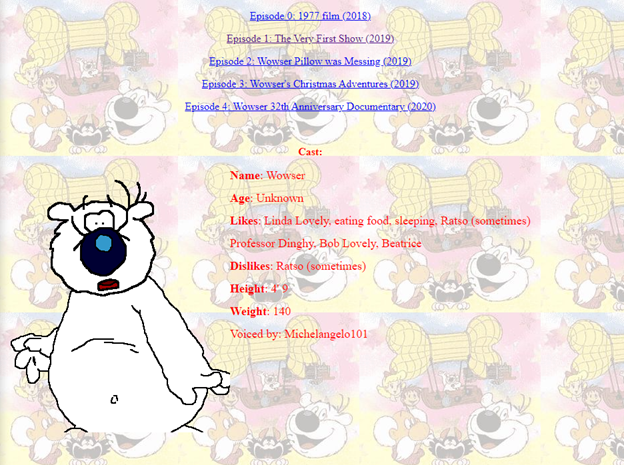 Episode 0: 1977 film (2018)
Episode 1: The Very First Show (2019)
Episode 2: Wowser Pillow was Messing (2019)
Episode 3: Wowser's Christmas Adventures (2019)
Episode 4: Wowser 32th Anniversary Documentary (2020)
Cast:
Name: Wowser
Age: Unknown
Likes: Linda Lovely, eating food, sleeping, Ratso (sometimes)
Professor Dinghy, Bob Lovely, Beatrice
Dislikes: Ratso (sometimes)
Height: 4' 9
Weight: 140
Voiced by: Michelangelo101